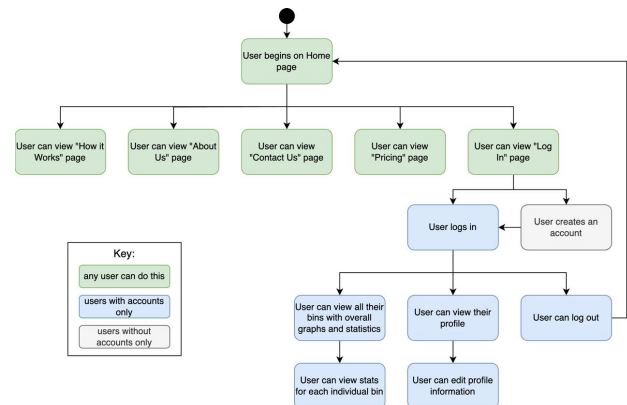 User begins on Home
page
User can view "How it
Works" page
User can view "About
Us" page
User can view
"Contact Us" page
User can view
"Pricing" page
User can view "Log
In" page
User logs in
User creates an
account
Key:
any user can do this
users with accounts
only
users without
accounts only
User can view all their
bins with overall
graphs and statistics
User can view their
profile
User can log out
User can view stats
for each individual bin
User can edit profile
information